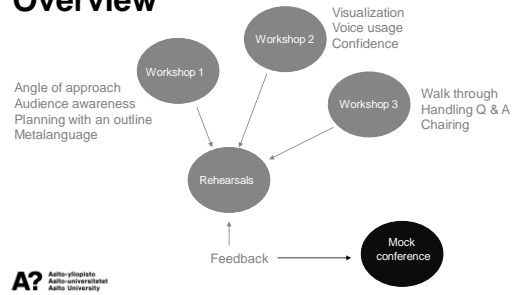 Overview
Visualization
Voice usage
Confidence
Workshop 2
Workshop 1
Angle of approach
Audience awareness
Planning with an outline
Metalanguage
Workshop 3
Walk through
Handling Q & A
Chairing
Rehearsals
Feedback
Mock
conference
A?
Aalto-yliopisto
Aalto-universitetet
Aalto University